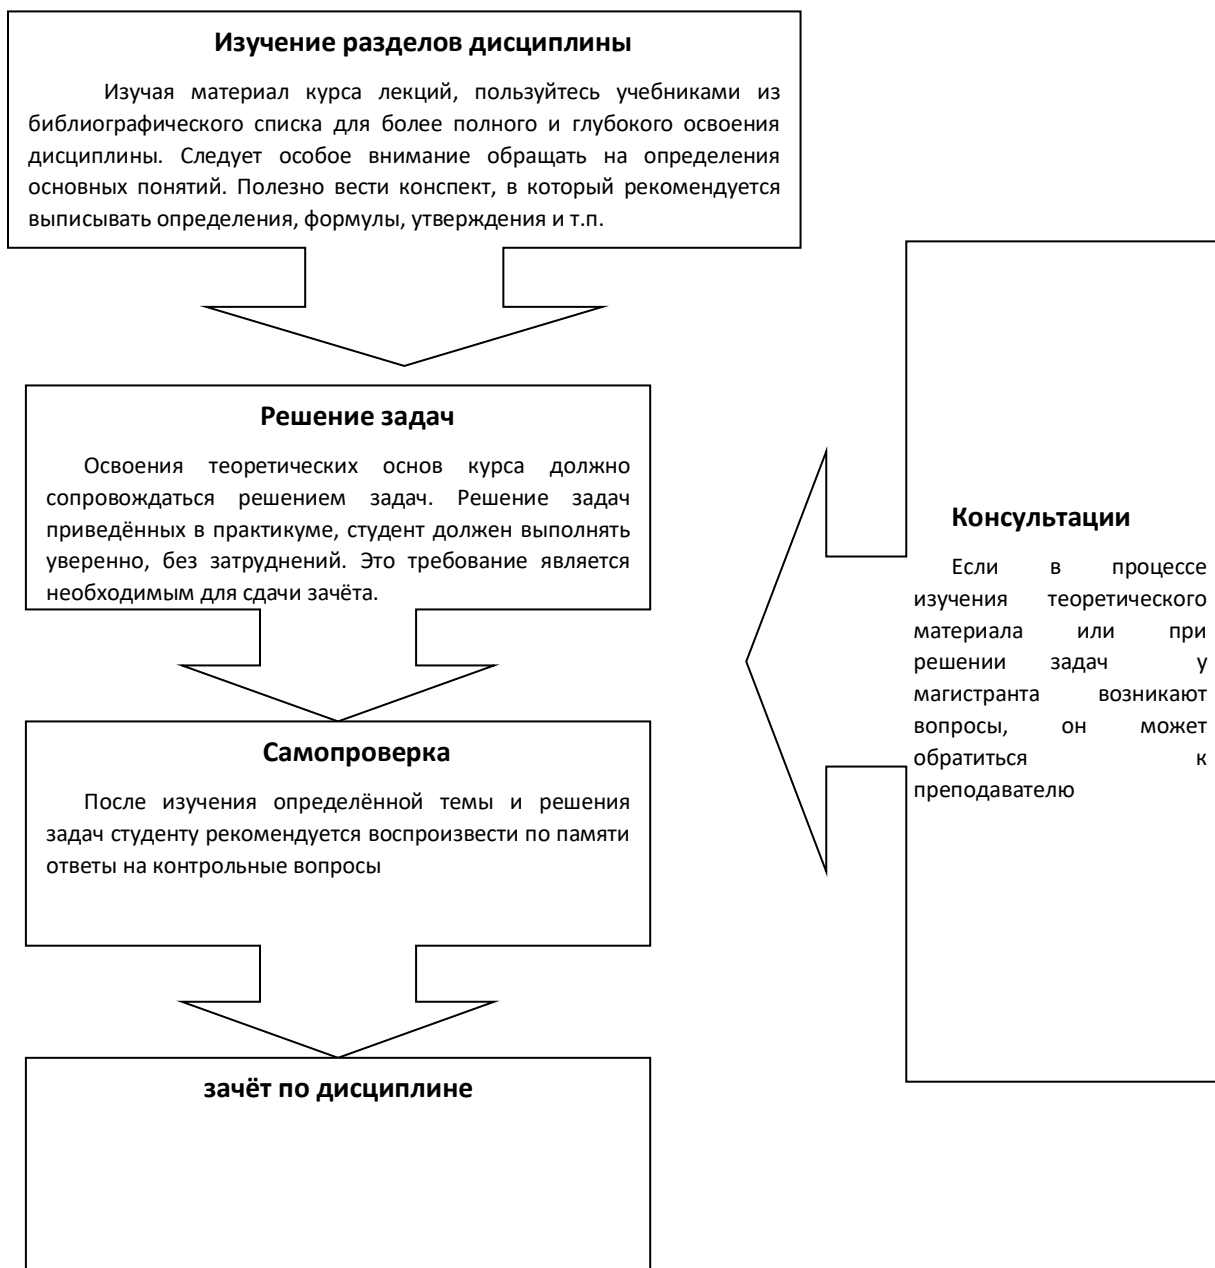 Изучение разделов дисциплины
Изучая материал курса лекций, пользуйтесь учебниками из
библиографического списка для более полного и глубокого освоения
дисциплины. Следует особое внимание обращать на определения
основных понятий. Полезно вести конспект, в который рекомендуется
выписывать определения, формулы, утверждения и т.п.
Решение задач
Освоения теоретических основ курса должно
сопровождаться решением задач. Решение задач
приведённых в практикуме, студент должен выполнять
уверенно, без затруднений. Это требование является
необходимым для сдачи зачёта.
Самопроверка
После изучения определённой темы и решения
задач студенту рекомендуется воспроизвести по памяти
ответы на контрольные вопросы
зачёт по дисциплине
Консультации
Если в процессе
изучения теоретического
материала или при
решении задач у
магистранта возникают
вопросы, он может
обратиться к
преподавателю